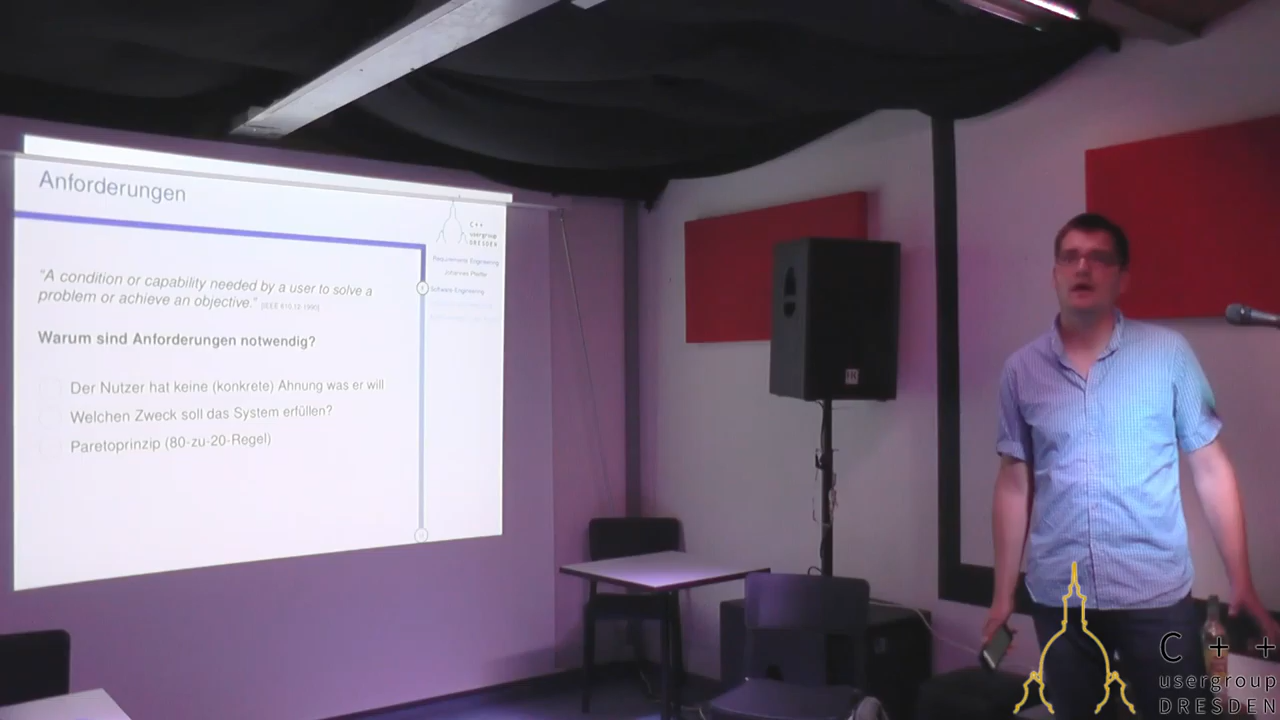 Anforderungen
C++
usergroup
DRESDEN
Requirements Engineering
Johannes Pfeffer
Software Engineering
"A condition or capability needed by a user to solve a
problem or achieve an objective." [IEEE 610.12-1990]
Warum sind Anforderungen notwendig?
Der Nutzer hat keine (konkrete) Ahnung was er will
Welchen Zweck soll das System erfüllen?
Paretoprinzip (80-zu-20-Regel)
C++
usergroup
DRESDEN